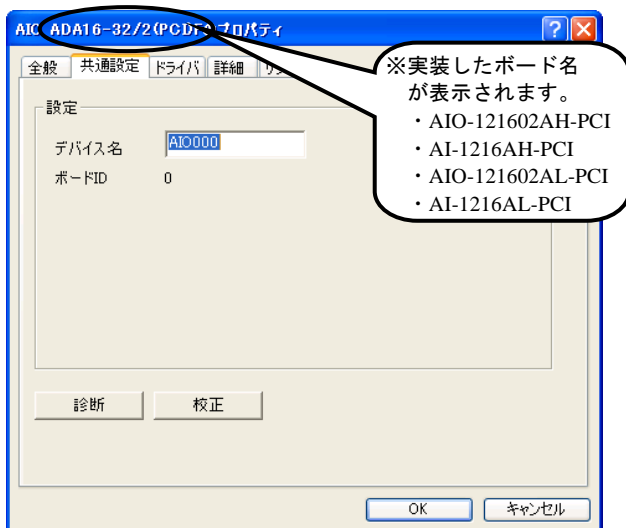 AIO ADA16-32/2(PCI)Fのプロパティ
全般 共通設定 ドライバ 詳細
※実装したボード名
が表示されます。
・AIO-121602AH-PCI
・AI-1216AH-PCI
・AIO-121602AL-PCI
・AI-1216AL-PCI
設定
デバイス名 AIO000
ボードID 0
診断 校正
OK キャンセル